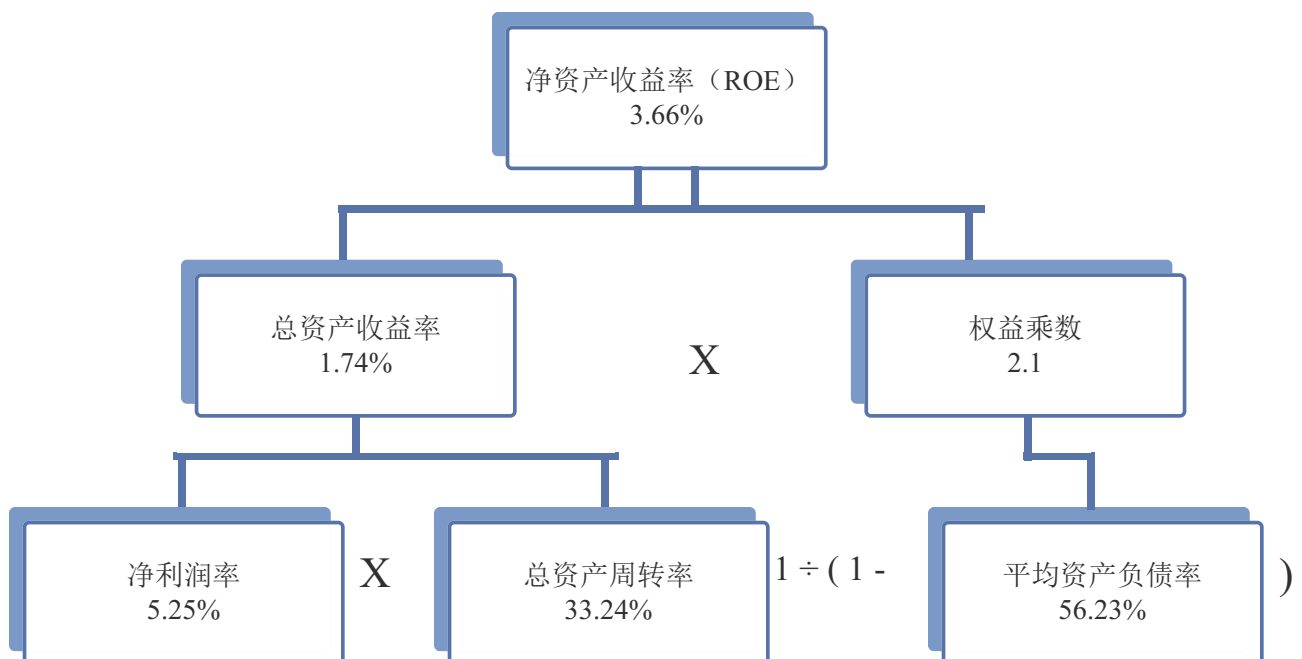 净资产收益率（ROE）
3.66%
总资产收益率
1.74%
X
权益乘数
2.1
净利润率
5.25%
X
总资产周转率
33.24%
1 ÷ ( 1 -
平均资产负债率
56.23%
)